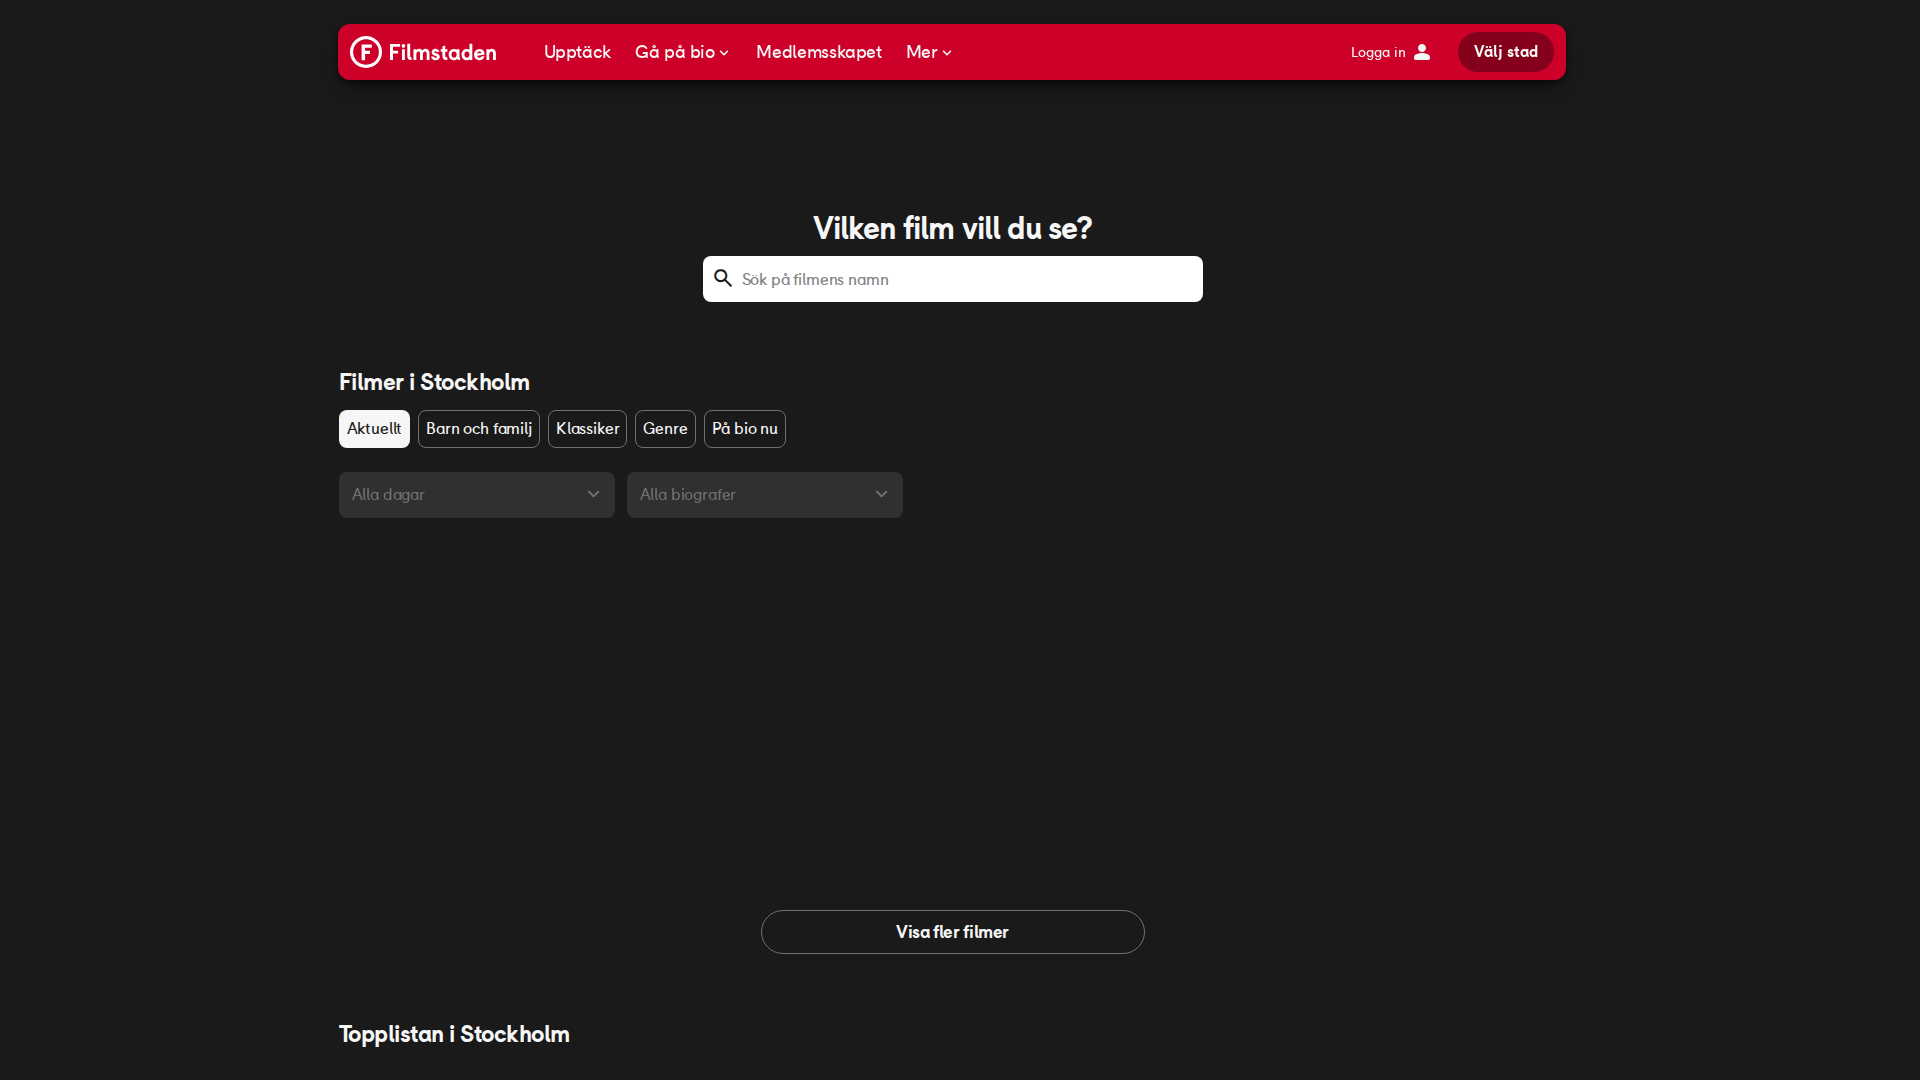 F Filmstaden Upptäck Gå på bio Medlemsskapet Mer Logga in Välj stad
Vilken film vill du se?
Sök på filmens namn
Filmer i Stockholm
Aktuellt Barn och familj Klassiker Genre På bio nu
Alla dagar Alla biografer
Visa fler filmer
Topplistan i Stockholm